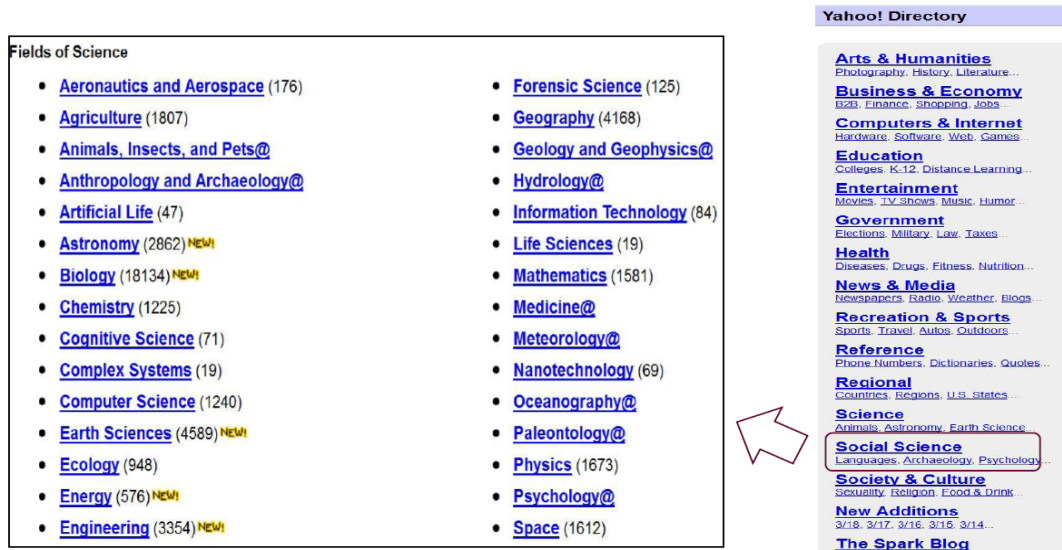 Fields of Science
Aeronautics and Aerospace (176)
Agriculture (1807)
Animals, Insects, and Pets@
Anthropology and Archaeology@
Artificial Life (47)
Astronomy (2862) NEW!
Biology (18134) NEW!
Chemistry (1225)
Cognitive Science (71)
Complex Systems (19)
Computer Science (1240)
Earth Sciences (4589) NEW!
Ecology (948)
Energy (576) NEW!
Engineering (3354) NEW!
Forensic Science (125)
Geography (4168)
Geology and Geophysics@
Hydrology@
Information Technology (84)
Life Sciences (19)
Mathematics (1581)
Medicine@
Meteorology@
Nanotechnology (69)
Oceanography@
Paleontology@
Physics (1673)
Psychology@
Space (1612)
Yahoo! Directory
Arts & Humanities
Photography, History, Literature...
Business & Economy
B2B, Finance, Shopping, Jobs...
Computers & Internet
Hardware, Software, Web, Games...
Education
Colleges, K-12, Distance Learning...
Entertainment
Movies, TV Shows, Music, Humor...
Government
Elections, Military, Law, Taxes...
Health
Diseases, Drugs, Fitness, Nutrition...
News & Media
Newspapers, Radio, Weather, Blogs...
Recreation & Sports
Sports, Travel, Autos, Outdoors...
Reference
Phone Numbers, Dictionaries, Quotes...
Regional
Countries, Regions, U.S. States...
Science
Animals, Astronomy, Earth Science...
Social Science
Languages, Archaeology, Psychology...
Society & Culture
Sexuality, Religion, Food & Drink...
New Additions
3/18, 3/17, 3/16, 3/15, 3/14...
The Spark Blog